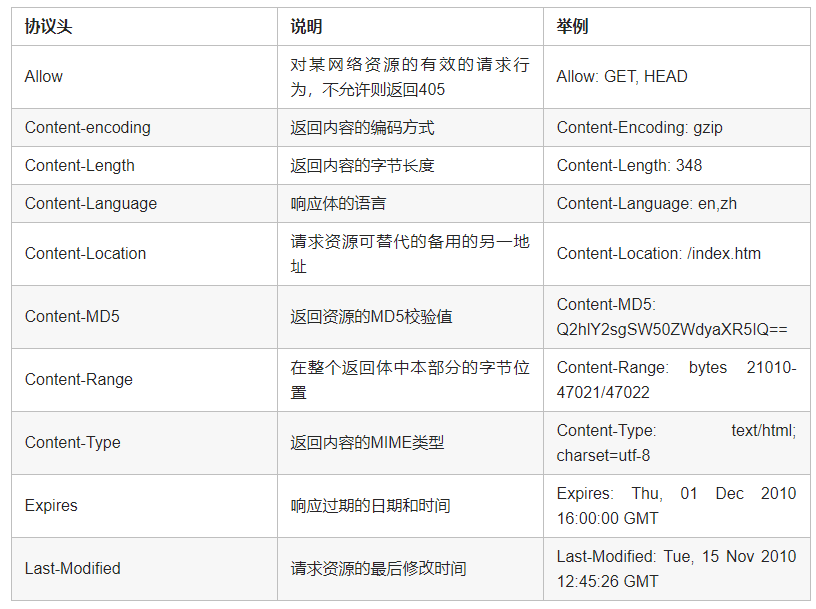 协议头 说明 举例
Allow 对某网络资源的有效的请求行为，不允许则返回405 Allow: GET, HEAD
Content-encoding 返回内容的编码方式 Content-Encoding: gzip
Content-Length 返回内容的字节长度 Content-Length: 348
Content-Language 响应体的语言 Content-Language: en,zh
Content-Location 请求资源可替代的备用的另一地址 Content-Location: /index.htm
Content-MD5 返回资源的MD5校验值 Content-MD5: Q2hlY2sgSW50ZWdyaXR5IQ==
Content-Range 在整个返回体中本部分的字节位置 Content-Range: bytes 21010-47021/47022
Content-Type 返回内容的MIME类型 Content-Type: text/html; charset=utf-8
Expires 响应过期的日期和时间 Expires: Thu, 01 Dec 2010 16:00:00 GMT
Last-Modified 请求资源的最后修改时间 Last-Modified: Tue, 15 Nov 2010 12:45:26 GMT